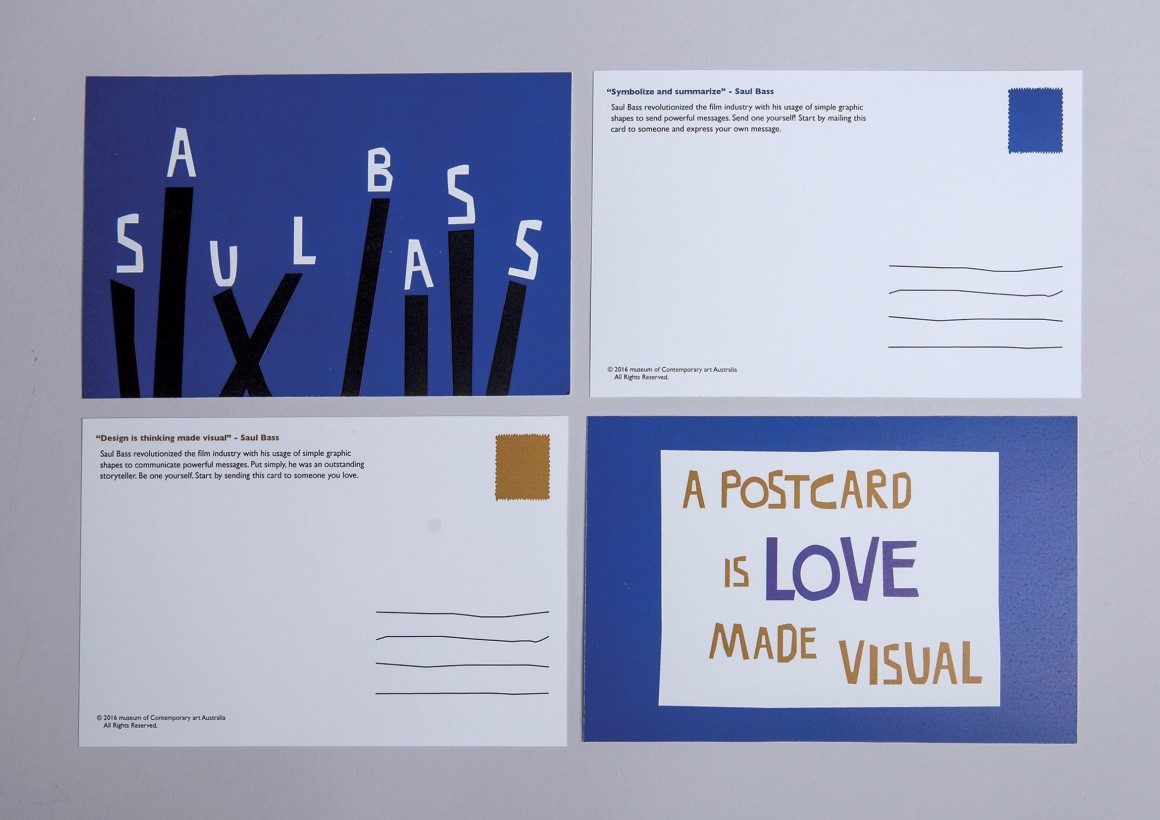 SAUL BASS
“Symbolize and summarize” - Saul Bass
Saul Bass revolutionized the film industry with his usage of simple graphic
shapes to send powerful messages. Send one yourself! Start by mailing this
card to someone and express your own message.
© 2016 museum of Contemporary art Australia
All Rights Reserved.
“Design is thinking made visual” - Saul Bass
Saul Bass revolutionized the film industry with his usage of simple graphic
shapes to communicate powerful messages. Put simply, he was an outstanding
storyteller. Be one yourself. Start by sending this card to someone you love.
© 2016 museum of Contemporary art Australia
All Rights Reserved.
A POSTCARD
IS LOVE
MADE VISUAL